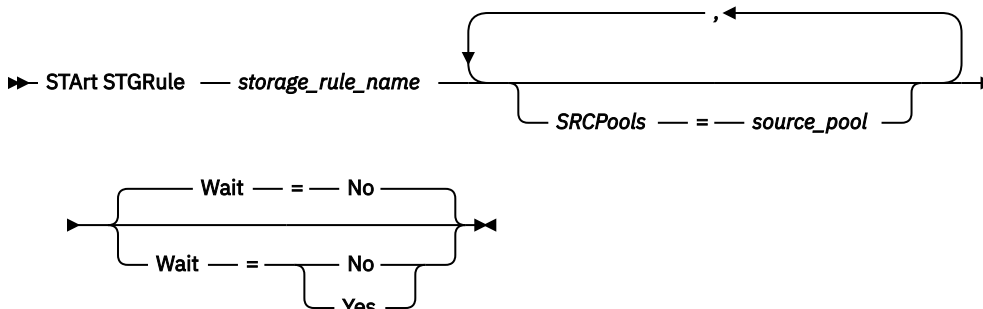 ,
STArt STGRule storage_rule_name
SRCPools = source_pool
Wait = No
Wait = No
Yes